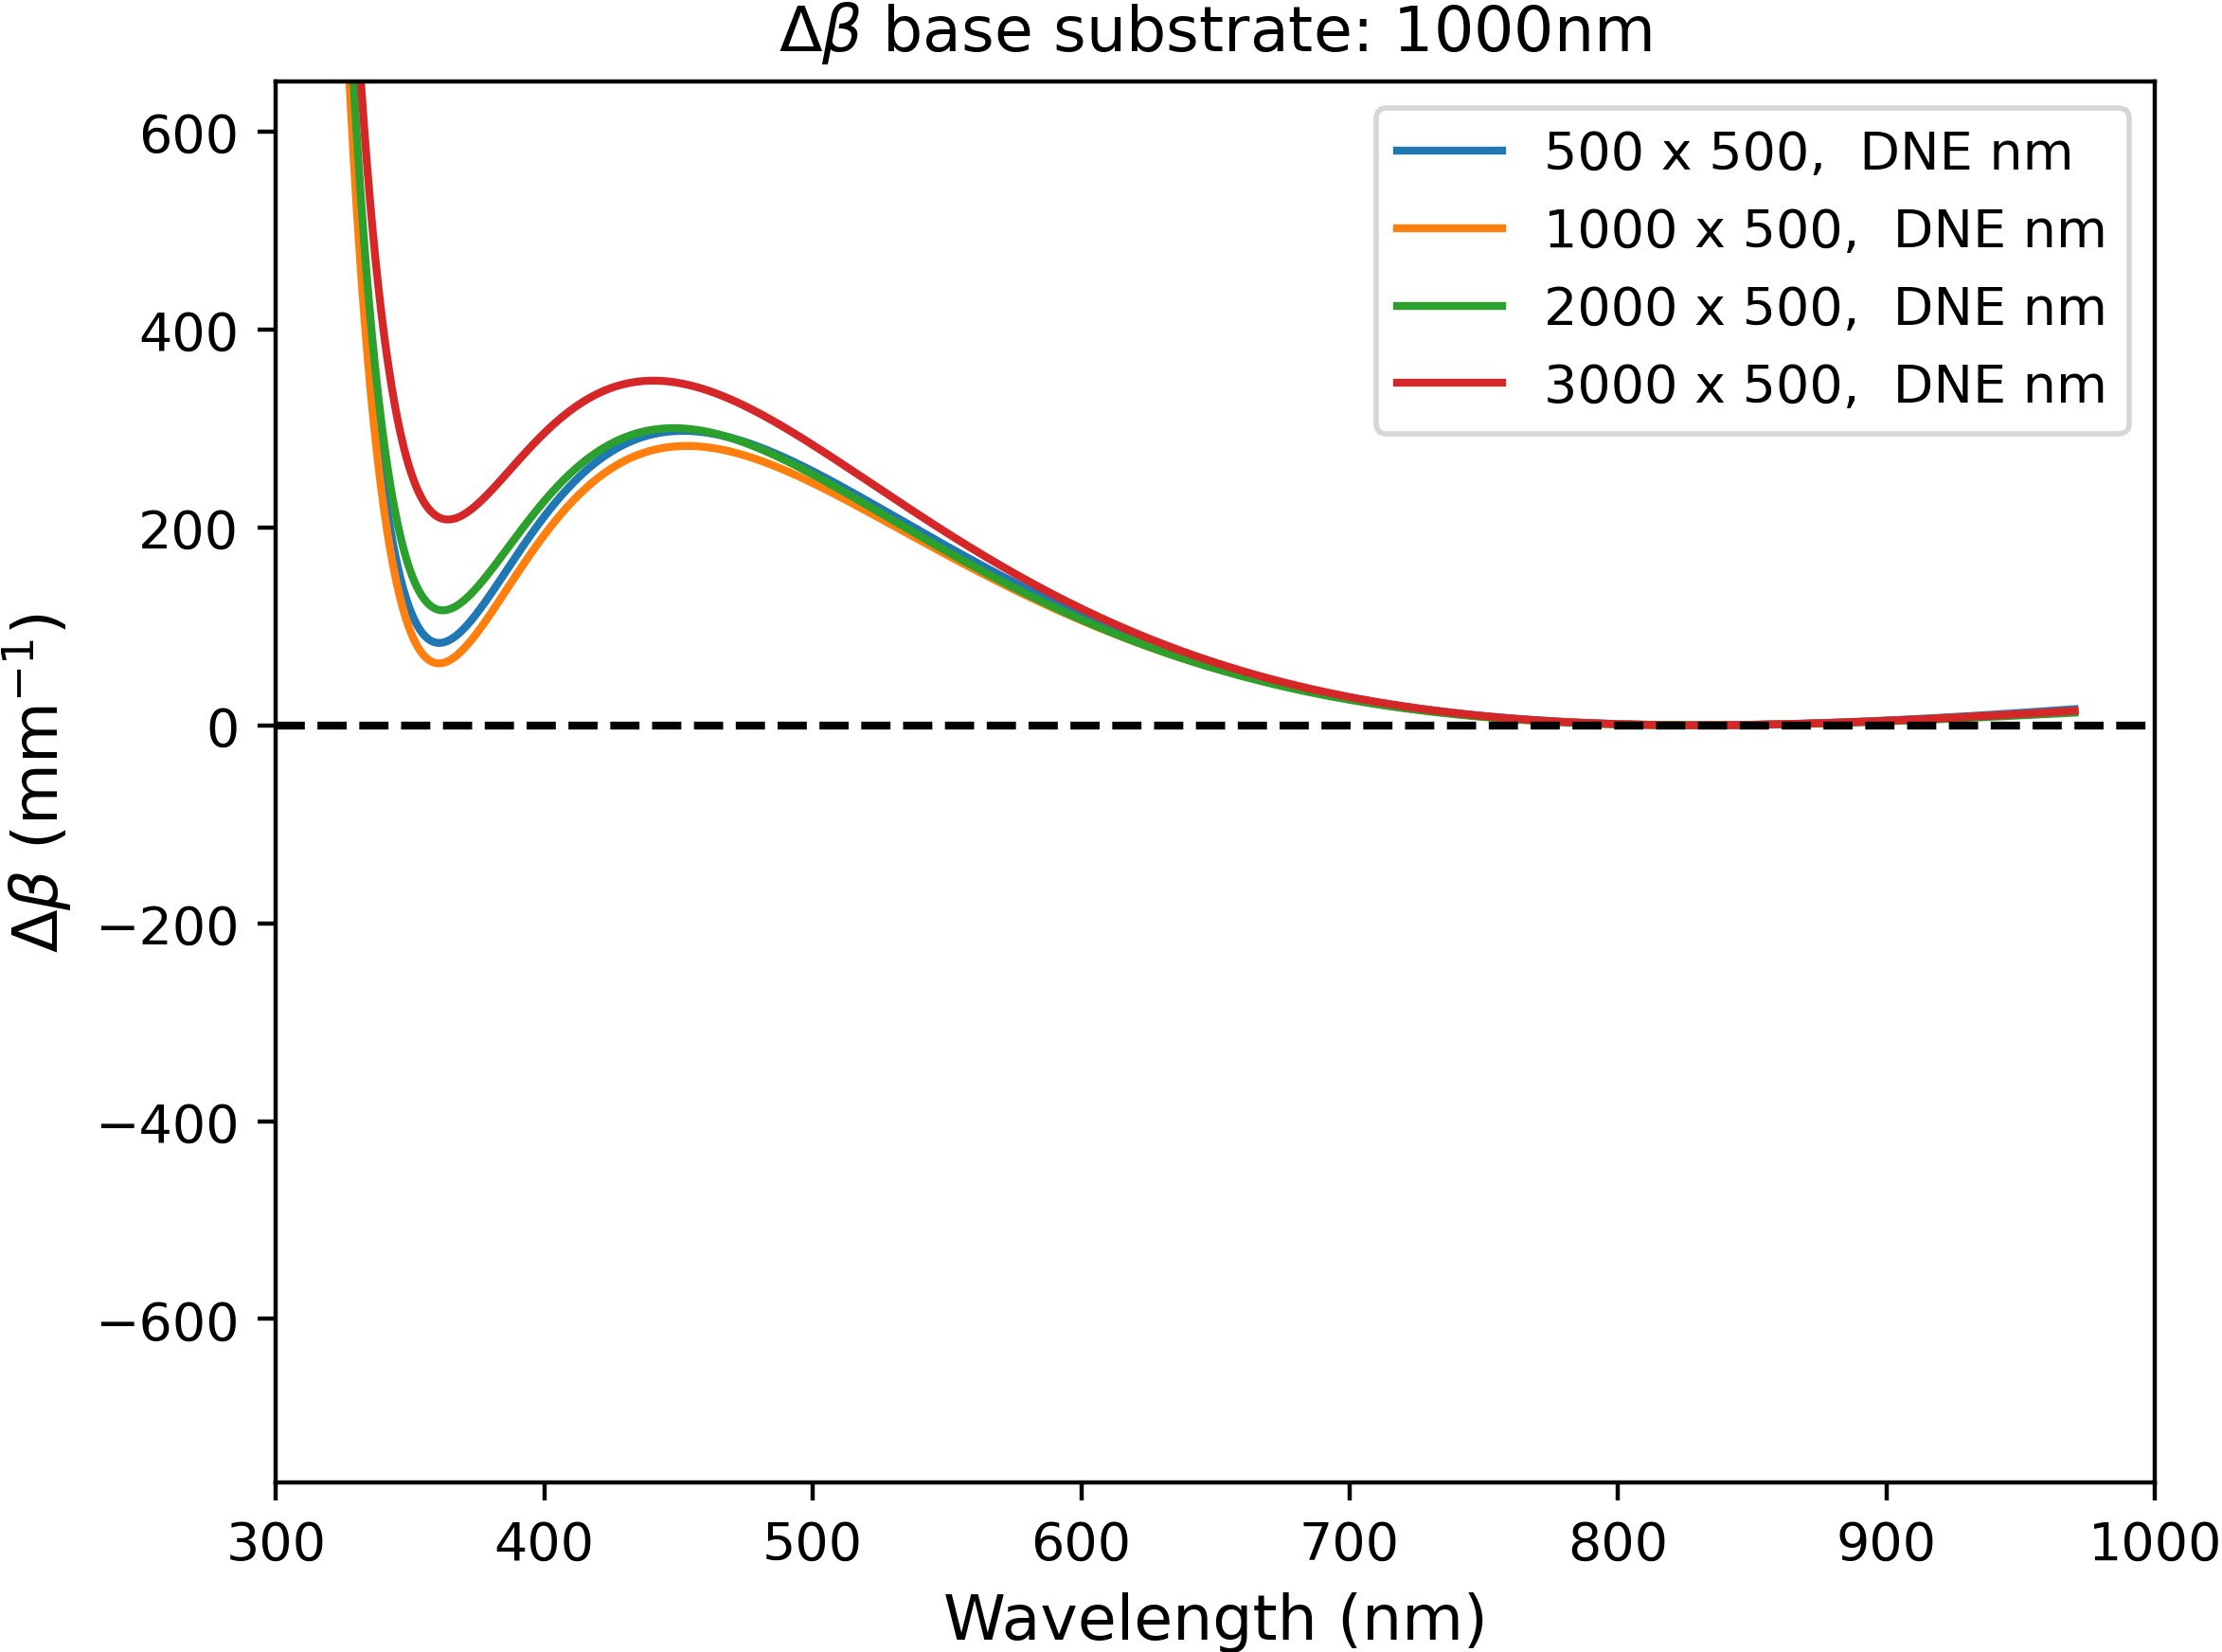 Δβ base substrate: 1000nm
500 x 500, DNE nm
1000 x 500, DNE nm
2000 x 500, DNE nm
3000 x 500, DNE nm
Δβ (mm⁻¹)
600
400
200
0
−200
−400
−600
300 400 500 600 700 800 900 1000
Wavelength (nm)